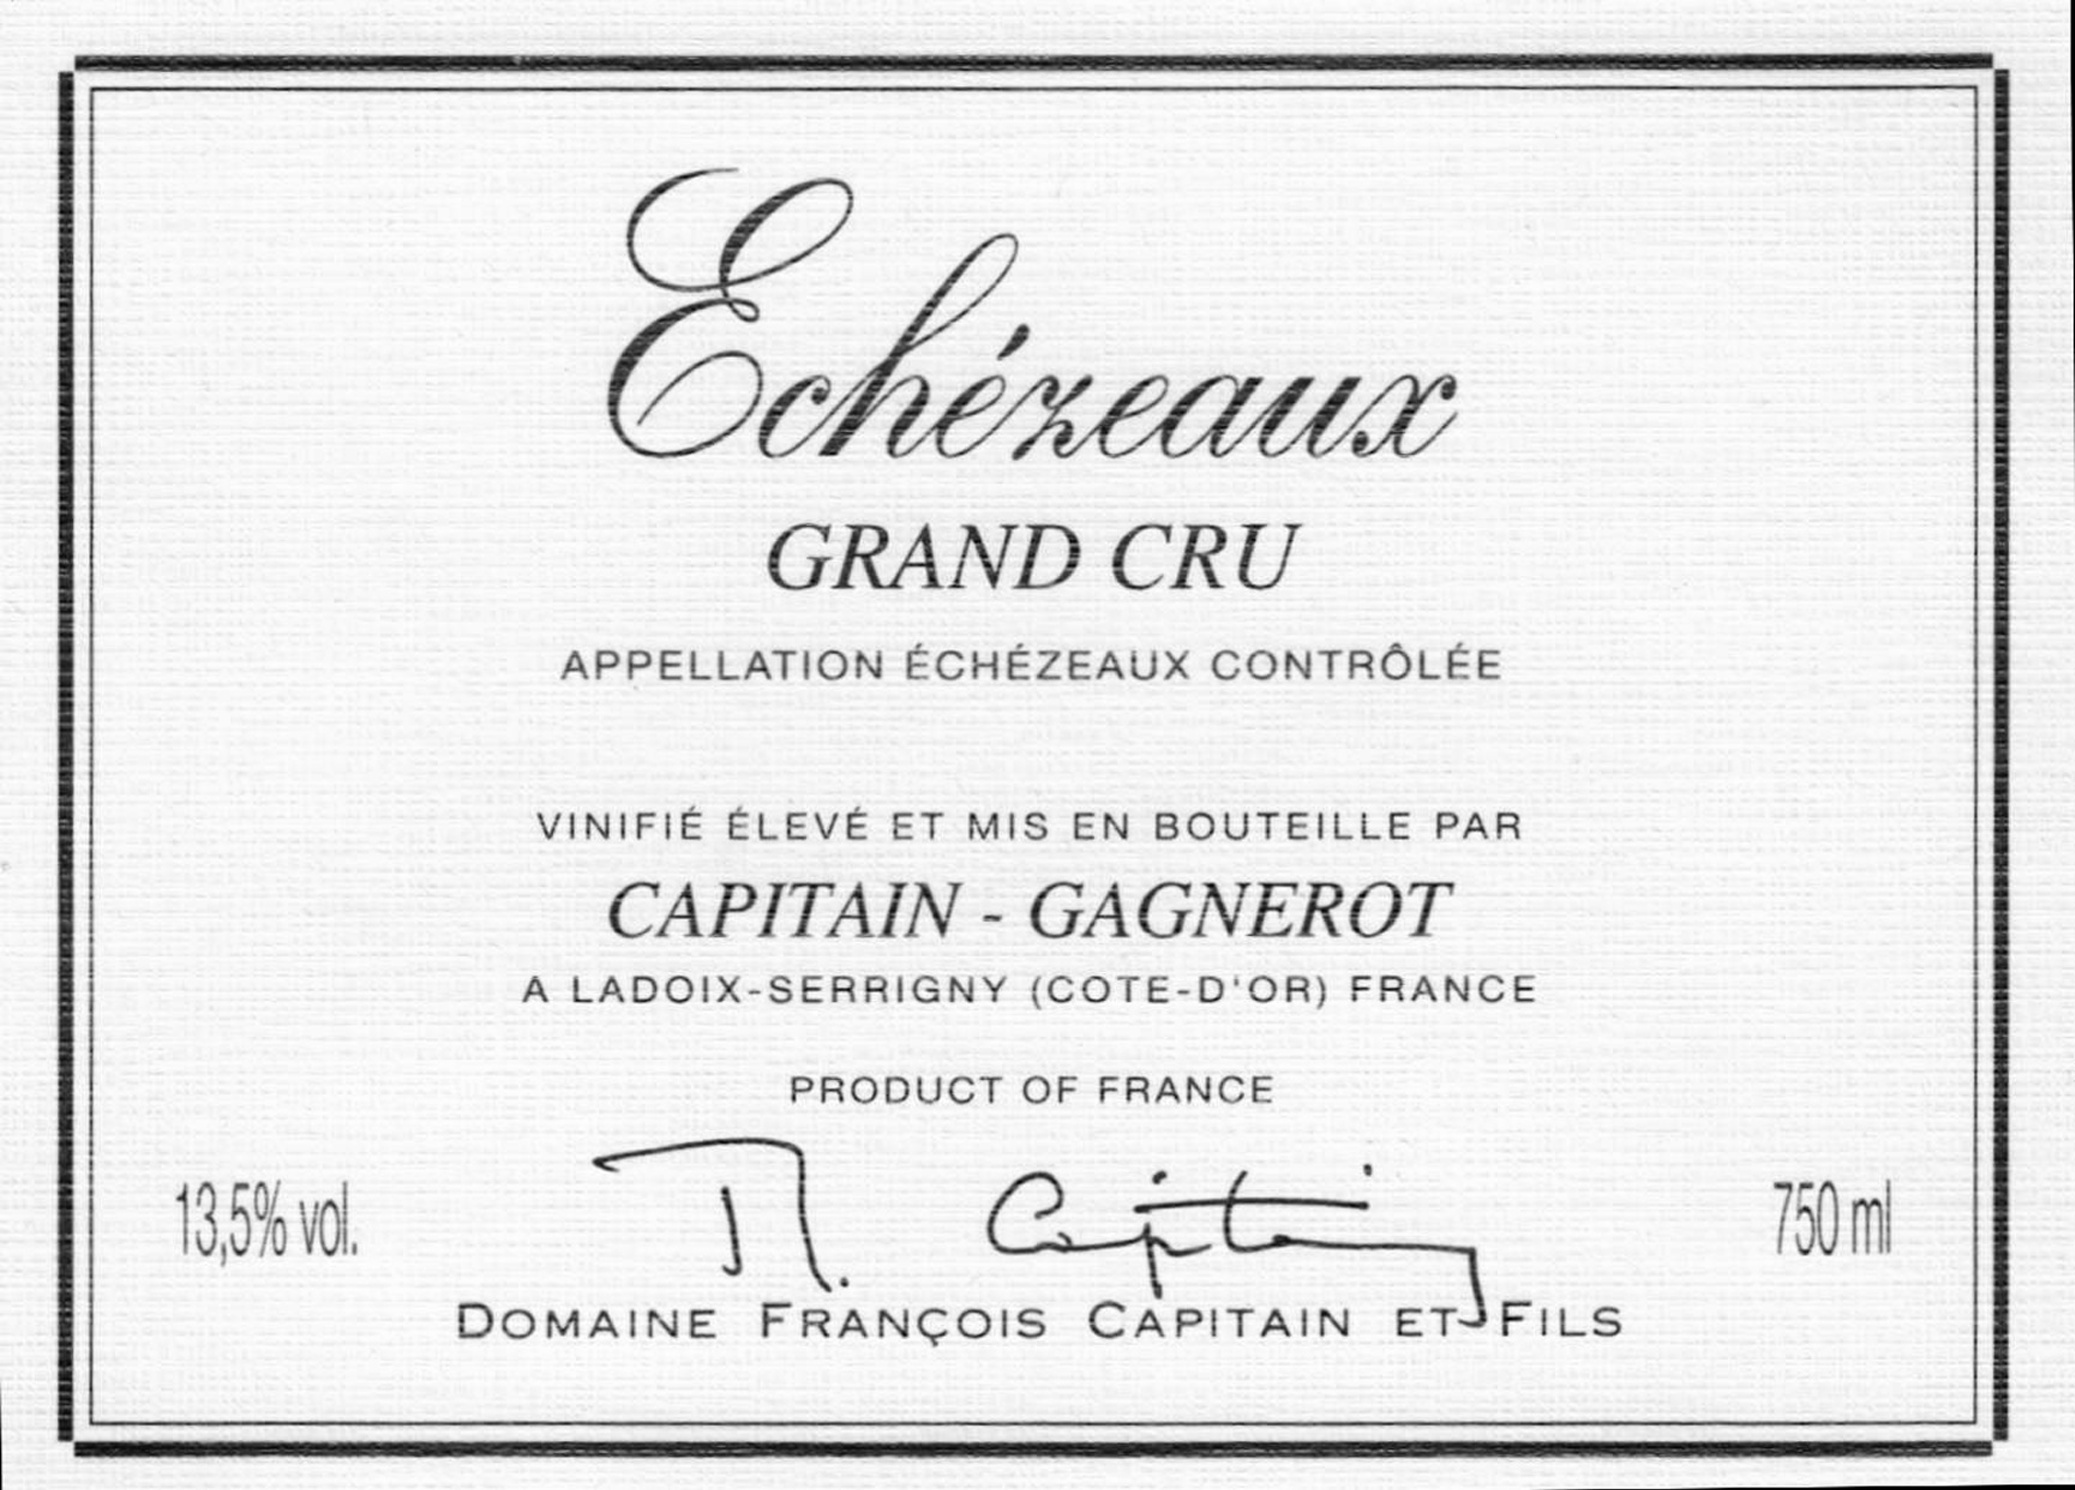 Echézeaux
GRAND CRU
APPELLATION ÉCHÉZEAUX CONTRÔLÉE
VINIFIÉ ÉLEVÉ ET MIS EN BOUTEILLE PAR
CAPITAIN - GAGNEROT
A LADOIX-SERRIGNY (COTE-D'OR) FRANCE
PRODUCT OF FRANCE
13,5% vol.
Capitain
750 ml
DOMAINE FRANÇOIS CAPITAIN ET FILS